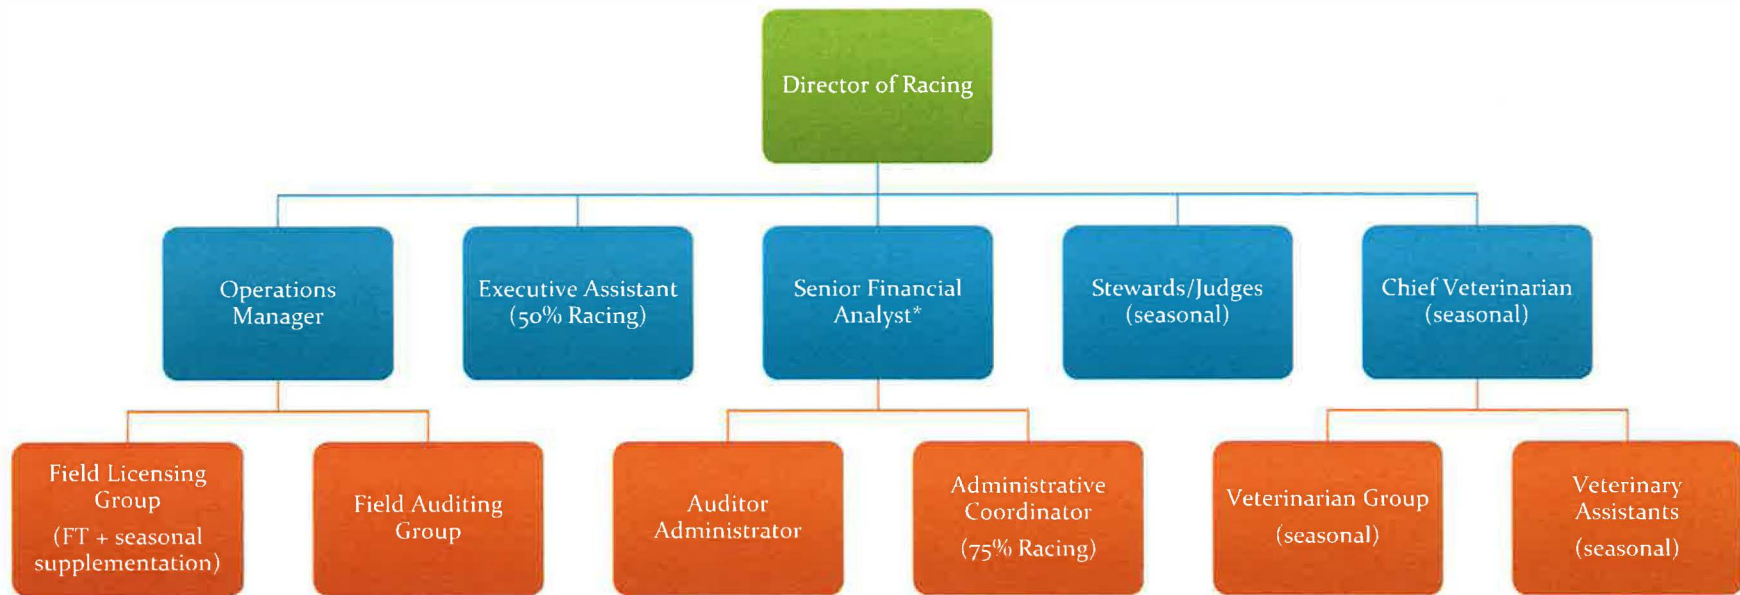 Director of Racing
Operations
Manager
Executive Assistant
(50% Racing)
Senior Financial
Analyst*
Stewards/Judges
(seasonal)
Chief Veterinarian
(seasonal)
Field Licensing
Group
(FT + seasonal
supplementation)
Field Auditing
Group
Auditor
Administrator
Administrative
Coordinator
(75% Racing)
Veterinarian Group
(seasonal)
Veterinary
Assistants
(seasonal)